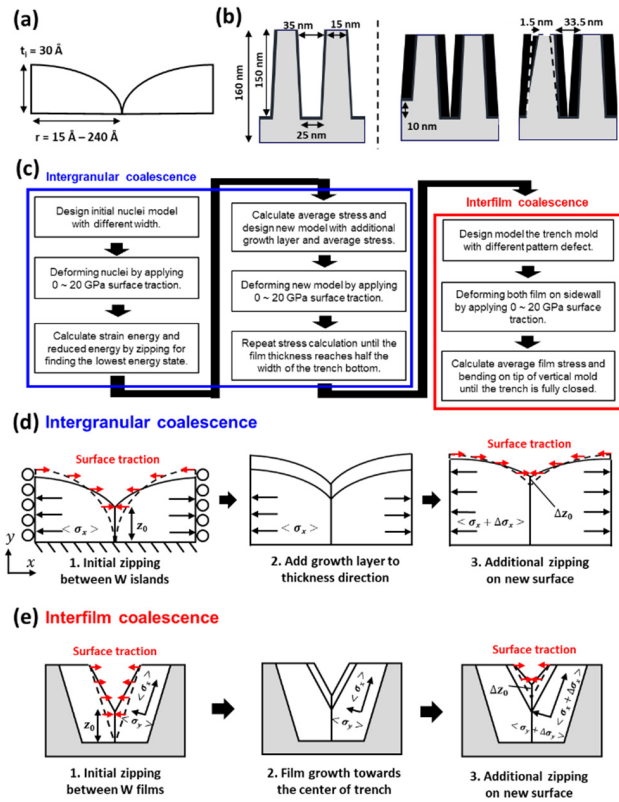 (a)
tᵢ = 30 Å
r = 15 Å – 240 Å
(b)
35 nm
15 nm
160 nm
150 nm
25 nm
10 nm
1.5 nm
33.5 nm
(c)
Intergranular coalescence
Design initial nuclei model
with different width.
Deforming nuclei by applying
0 ~ 20 GPa surface traction.
Calculate strain energy and
reduced energy by zipping for
finding the lowest energy state.
Calculate average stress and
design new model with additional
growth layer and average stress.
Deforming new model by applying
0 ~ 20 GPa surface traction.
Repeat stress calculation until the
film thickness reaches half the
width of the trench bottom.
Interfilm coalescence
Design model the trench mold
with different pattern defect.
Deforming both film on sidewall
by applying 0 ~ 20 GPa surface
traction.
Calculate average film stress and
bending on tip of vertical mold
until the trench is fully closed.
(d) Intergranular coalescence
Surface traction
< σₓ >
z₀
y
x
1. Initial zipping
between W islands
< σₓ >
2. Add growth layer to
thickness direction
Surface traction
Δz₀
< σₓ + Δσₓ >
3. Additional zipping
on new surface
(e) Interfilm coalescence
Surface traction
z₀
< σₓ >
< σᵧ >
1. Initial zipping
between W films
< σₓ >
< σᵧ >
2. Film growth towards
the center of trench
Surface traction
Δz₀
< σₓ + Δσₓ >
< σᵧ + Δσᵧ >
3. Additional zipping
on new surface